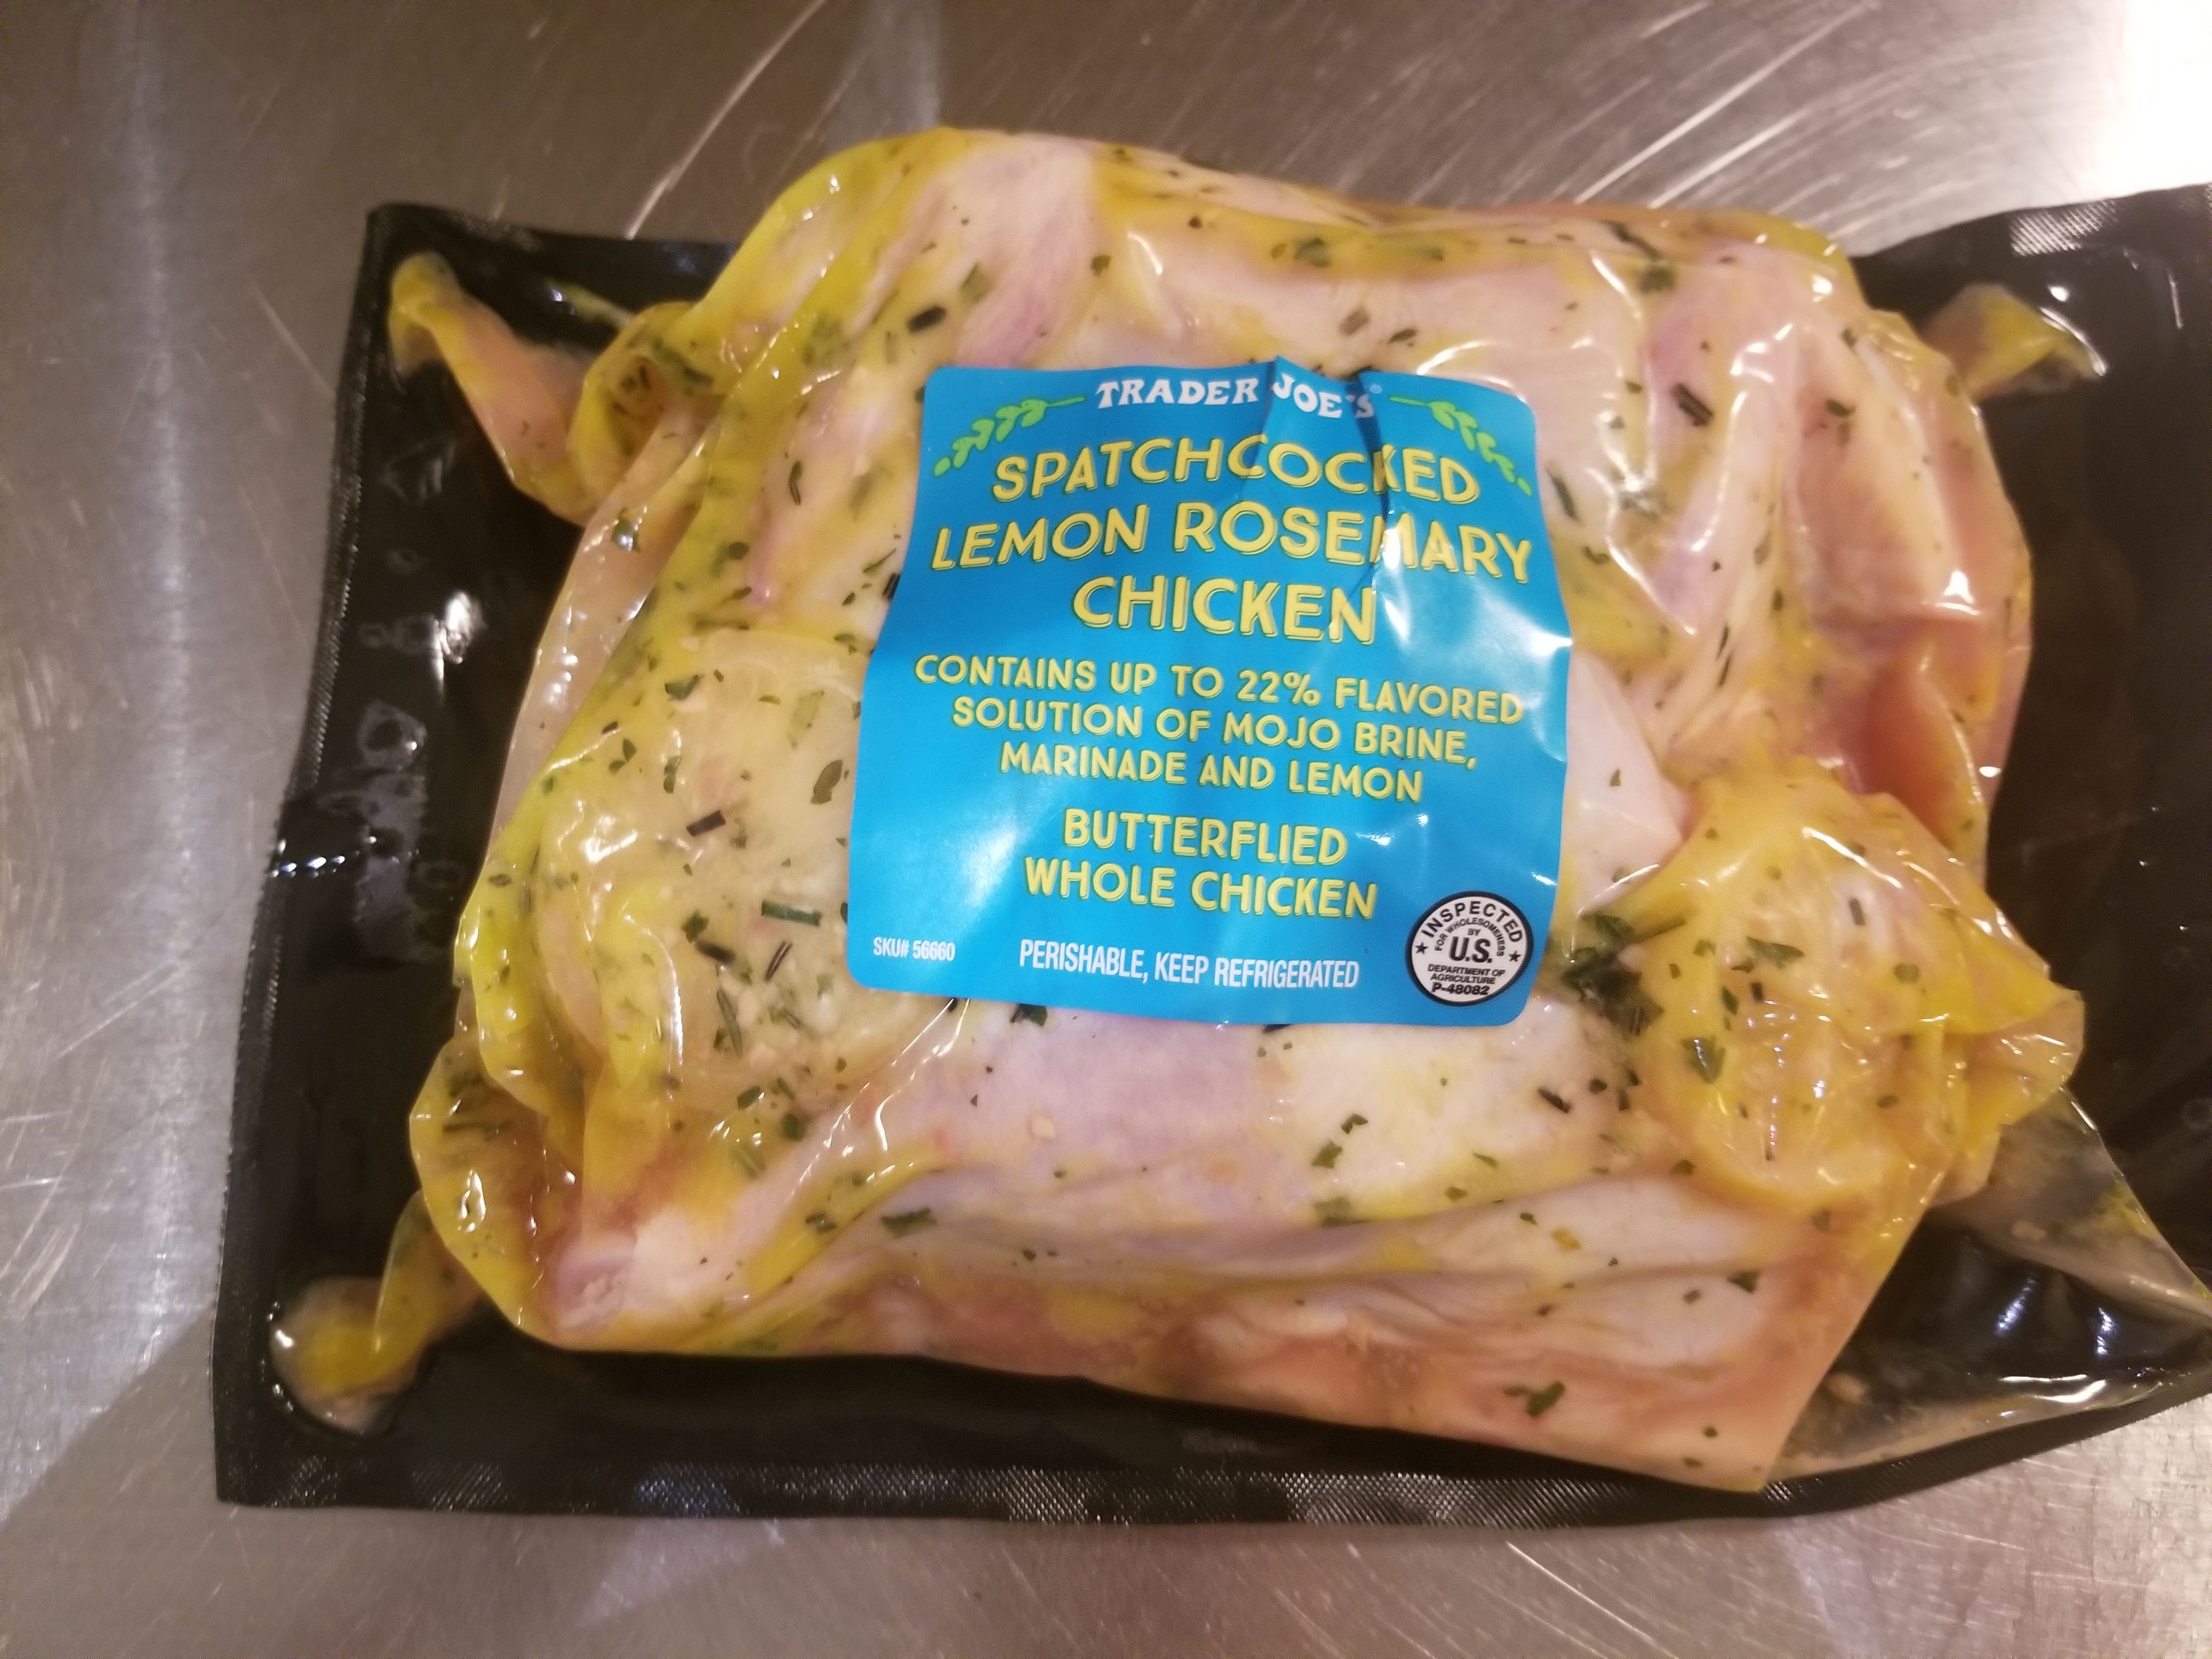 TRADER JOE'S
SPATCHCOCKED
LEMON ROSEMARY
CHICKEN
CONTAINS UP TO 22% FLAVORED
SOLUTION OF MOJO BRINE,
MARINADE AND LEMON
BUTTERFLIED
WHOLE CHICKEN
SKU# 56660
PERISHABLE, KEEP REFRIGERATED
INSPECTED
FOR WHOLESOMENESS
BY
U.S.
DEPARTMENT OF
AGRICULTURE
P-48082